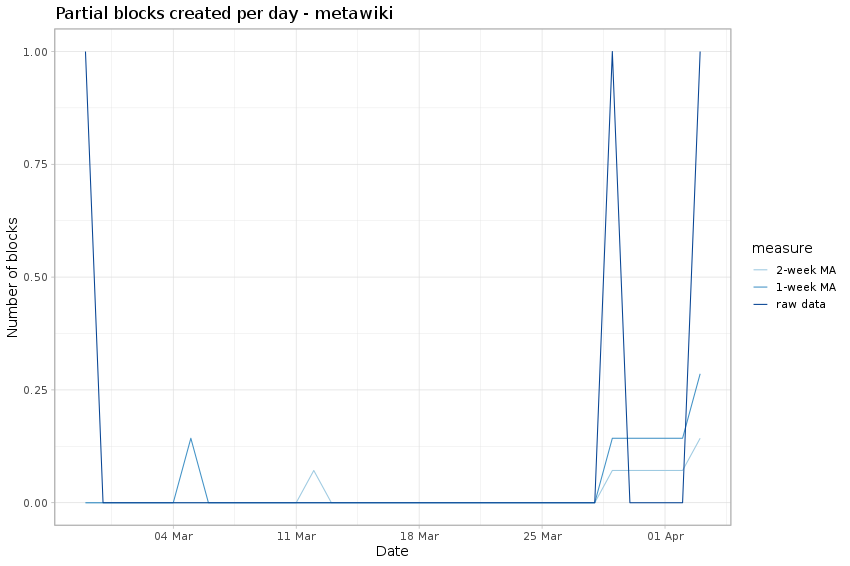 Partial blocks created per day - metawiki
Number of blocks
1.00
0.75
0.50
0.25
0.00
04 Mar
11 Mar
18 Mar
25 Mar
01 Apr
Date
measure
2-week MA
1-week MA
raw data